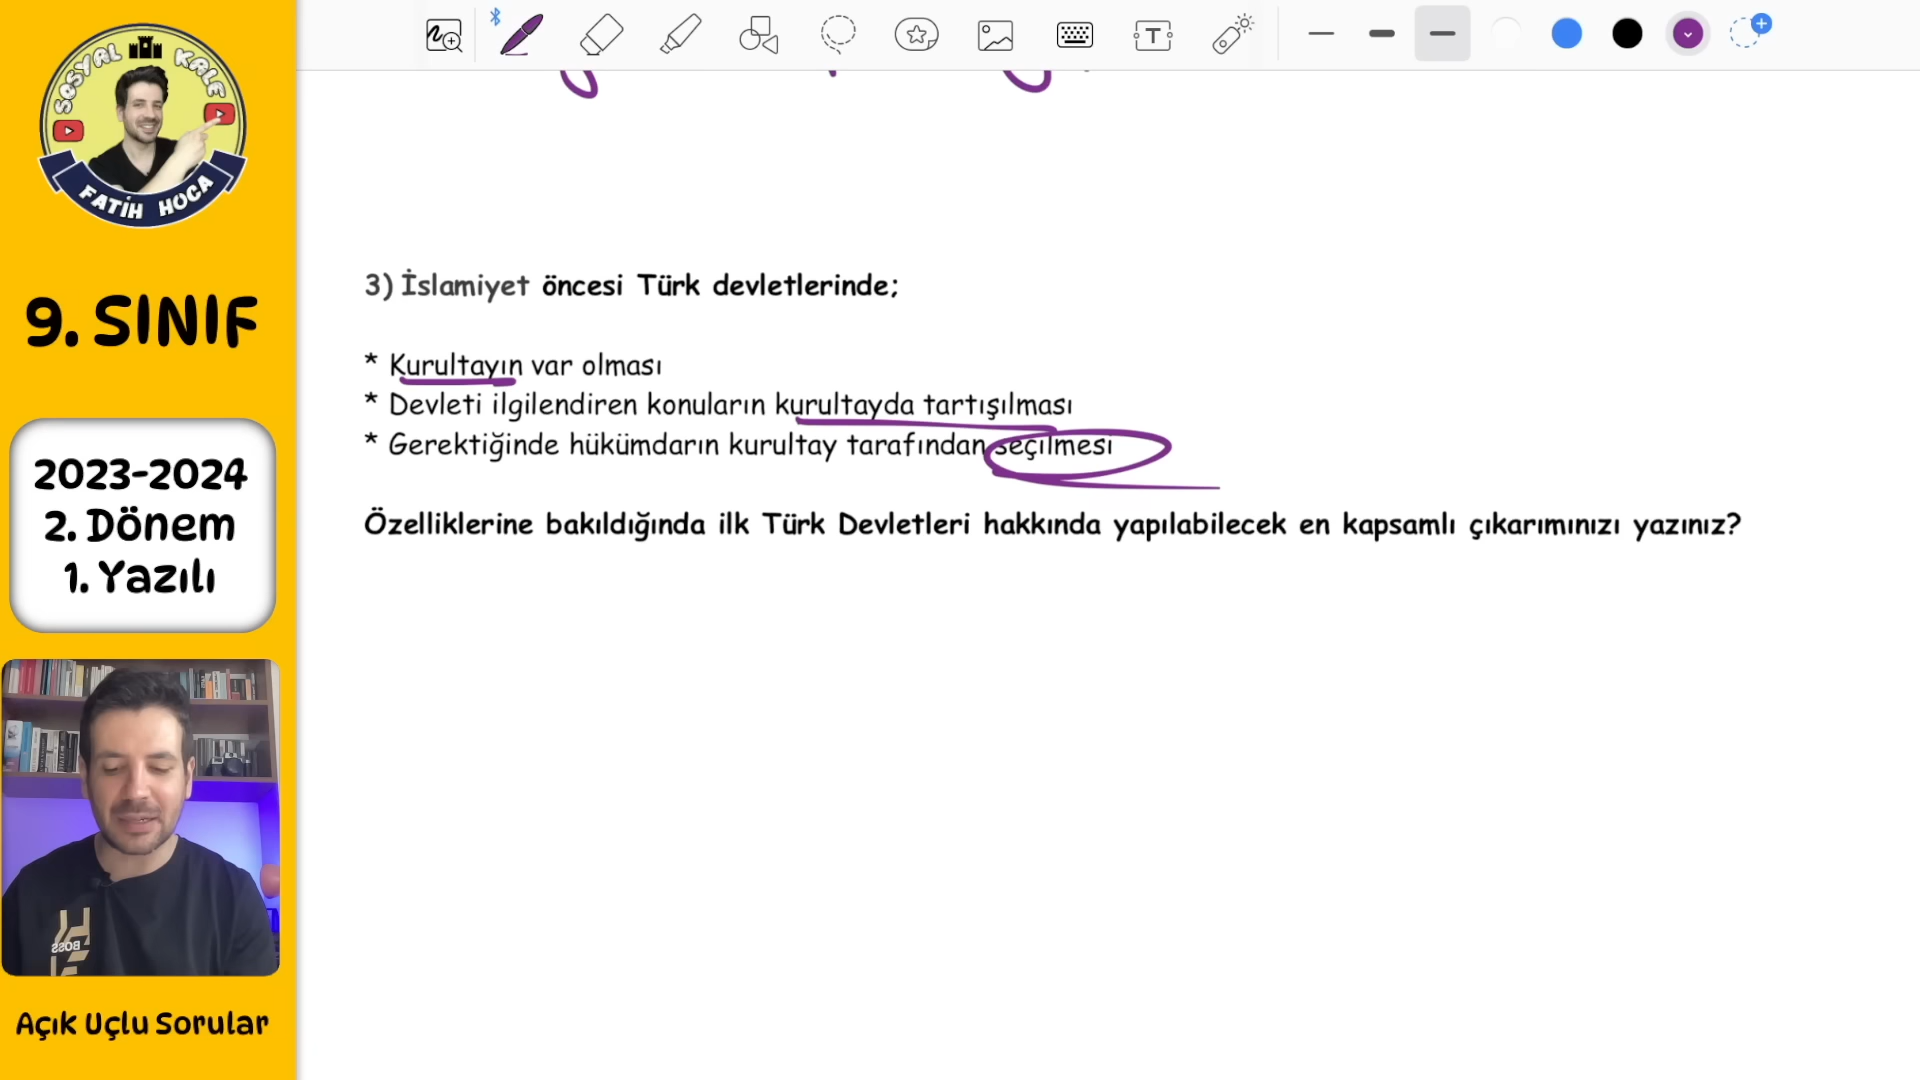 SOSYAL KALE
FATİH HOCA
9. SINIF
2023-2024
2. Dönem
1. Yazılı
BOSS
Açık Uçlu Sorular
T
3) İslamiyet öncesi Türk devletlerinde;
* Kurultayın var olması
* Devleti ilgilendiren konuların kurultayda tartışılması
* Gerektiğinde hükümdarın kurultay tarafından seçilmesi
Özelliklerine bakıldığında ilk Türk Devletleri hakkında yapılabilecek en kapsamlı çıkarımınızı yazınız?